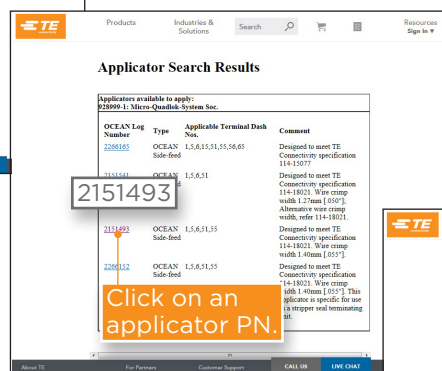 TE
connectivity
Products
Industries & Solutions
Search
Resources
Sign In
Applicator Search Results
Applicators available to apply:
928999-1: Micro-Quadlok-System Soc.
OCEAN Log Number
Type
Applicable Terminal Dash Nos.
Comment
2266165
OCEAN Side-feed
1,5,6,15,51,55,56,65
Designed to meet TE
Connectivity specification
114-15077
2151541
OCEAN
1,5,6,51
Designed to meet TE
Connectivity specification
114-18021. Wire crimp
width 1.27mm [.050"];
Alternative wire crimp
width, refer 114-18021.
2151493
2151493
OCEAN Side-feed
1,5,6,51,55
Designed to meet TE
Connectivity specification
114-18021. Wire crimp
width 1.40mm [.055"].
2266152
OCEAN Side-feed
1,5,6,51,55
Designed to meet TE
Connectivity specification
114-18021. Wire crimp
width 1.40mm [.055"]. This
applicator is specific for use
a stripper seal terminating
unit.
Click on an
applicator PN.
About TE
For Partners
Customer Support
CALL US
LIVE CHAT
TE